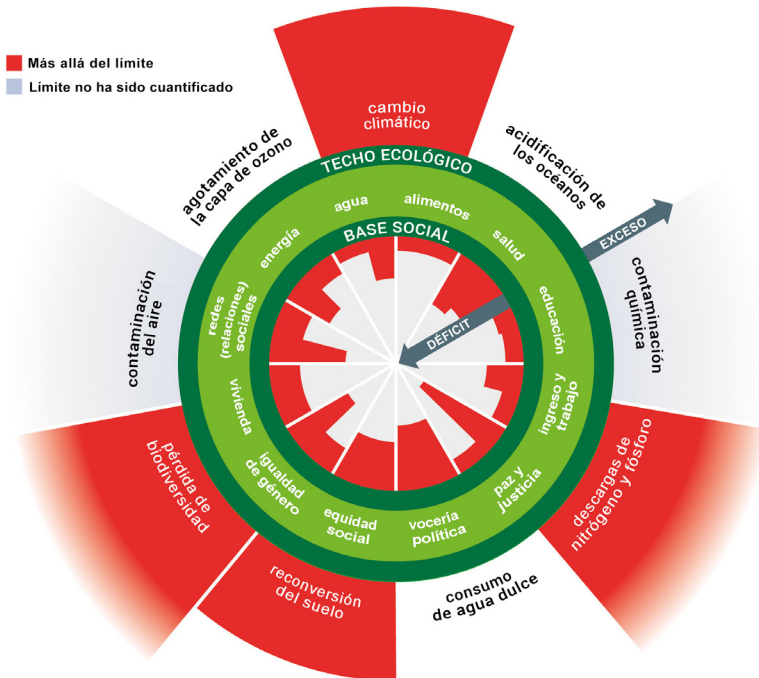 Más allá del límite
Límite no ha sido cuantificado
cambio
climático
agotamiento de
la capa de ozono
acidificación de
los océanos
TECHO ECOLÓGICO
agua
alimentos
energía
salud
BASE SOCIAL
EXCESO
redes
(relaciones)
sociales
educación
DÉFICIT
contaminación
del aire
contaminación
química
vivienda
ingreso y
trabajo
igualdad
de género
paz y
justicia
equidad
social
vocería
política
pérdida de
biodiversidad
descargas de
nitrógeno y fósforo
reconversión
del suelo
consumo
de agua dulce